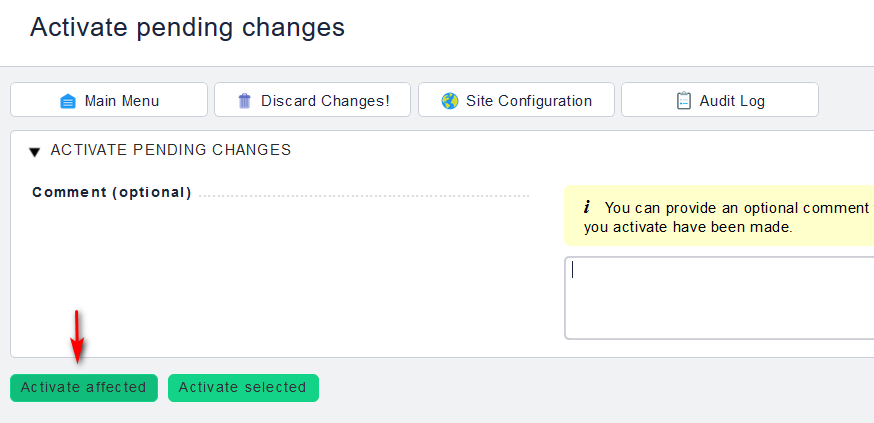 Activate pending changes
Main Menu
Discard Changes!
Site Configuration
Audit Log
ACTIVATE PENDING CHANGES
Comment (optional)
i You can provide an optional comment
you activate have been made.
Activate affected
Activate selected